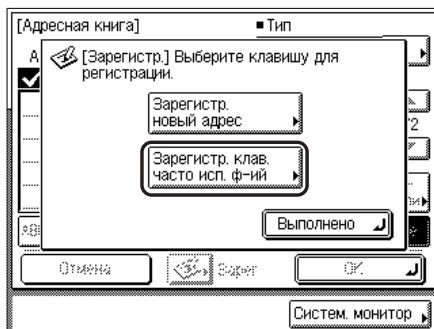 [Адресная книга]
■ Тип
[Зарегистр.] Выберите клавишу для
регистрации.
Зарегистр.
новый адрес
Зарегистр. клав.
часто исп. ф-ий
Выполнено
Отмена
Зарег
OK
Систем. монитор